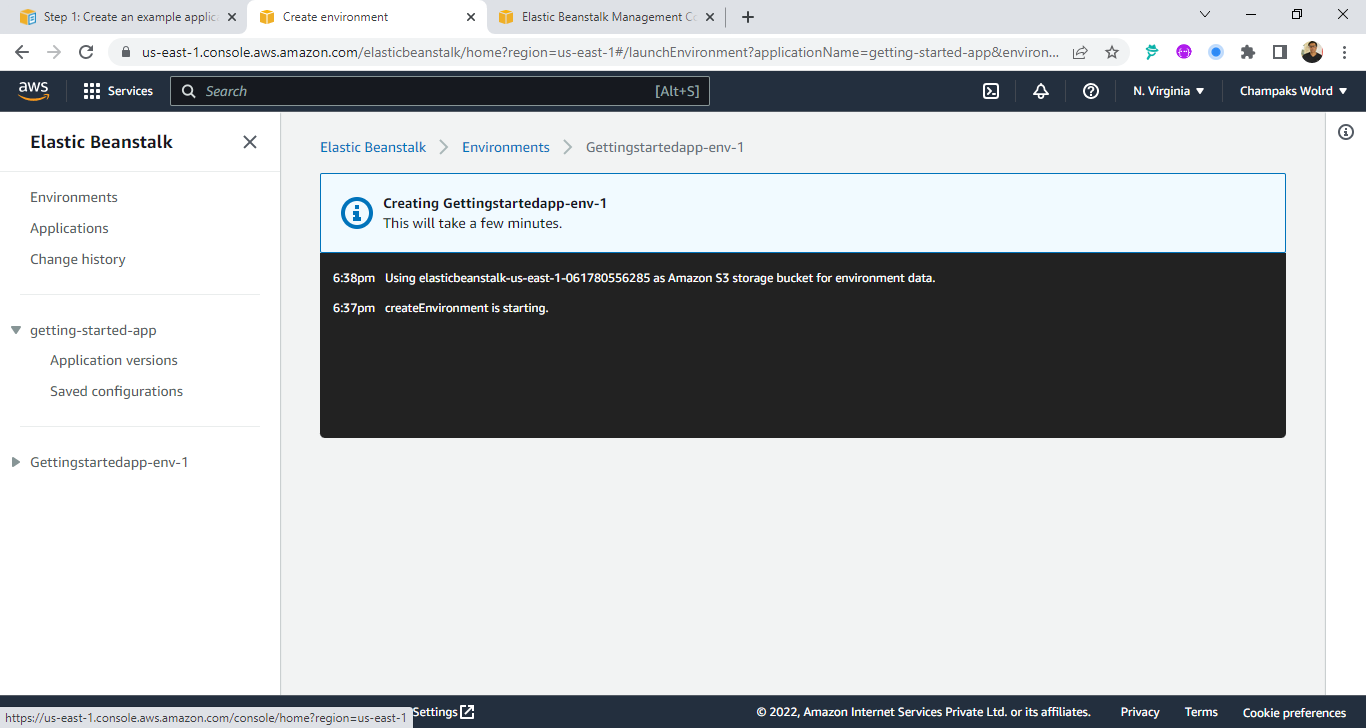 Step 1: Create an example applic
Create environment
Elastic Beanstalk Management Co
us-east-1.console.aws.amazon.com/elasticbeanstalk/home?region=us-east-1#/launchEnvironment?applicationName=getting-started-app&environ...
aws
Services
Search
[Alt+S]
N. Virginia
Champaks Wolrd
Elastic Beanstalk
Environments
Applications
Change history
getting-started-app
Application versions
Saved configurations
Gettingstartedapp-env-1
Elastic Beanstalk
Environments
Gettingstartedapp-env-1
Creating Gettingstartedapp-env-1
This will take a few minutes.
6:38pm Using elasticbeanstalk-us-east-1-061780556285 as Amazon S3 storage bucket for environment data.
6:37pm createEnvironment is starting.
https://us-east-1.console.aws.amazon.com/console/home?region=us-east-1
Settings
© 2022, Amazon Internet Services Private Ltd. or its affiliates.
Privacy
Terms
Cookie preferences